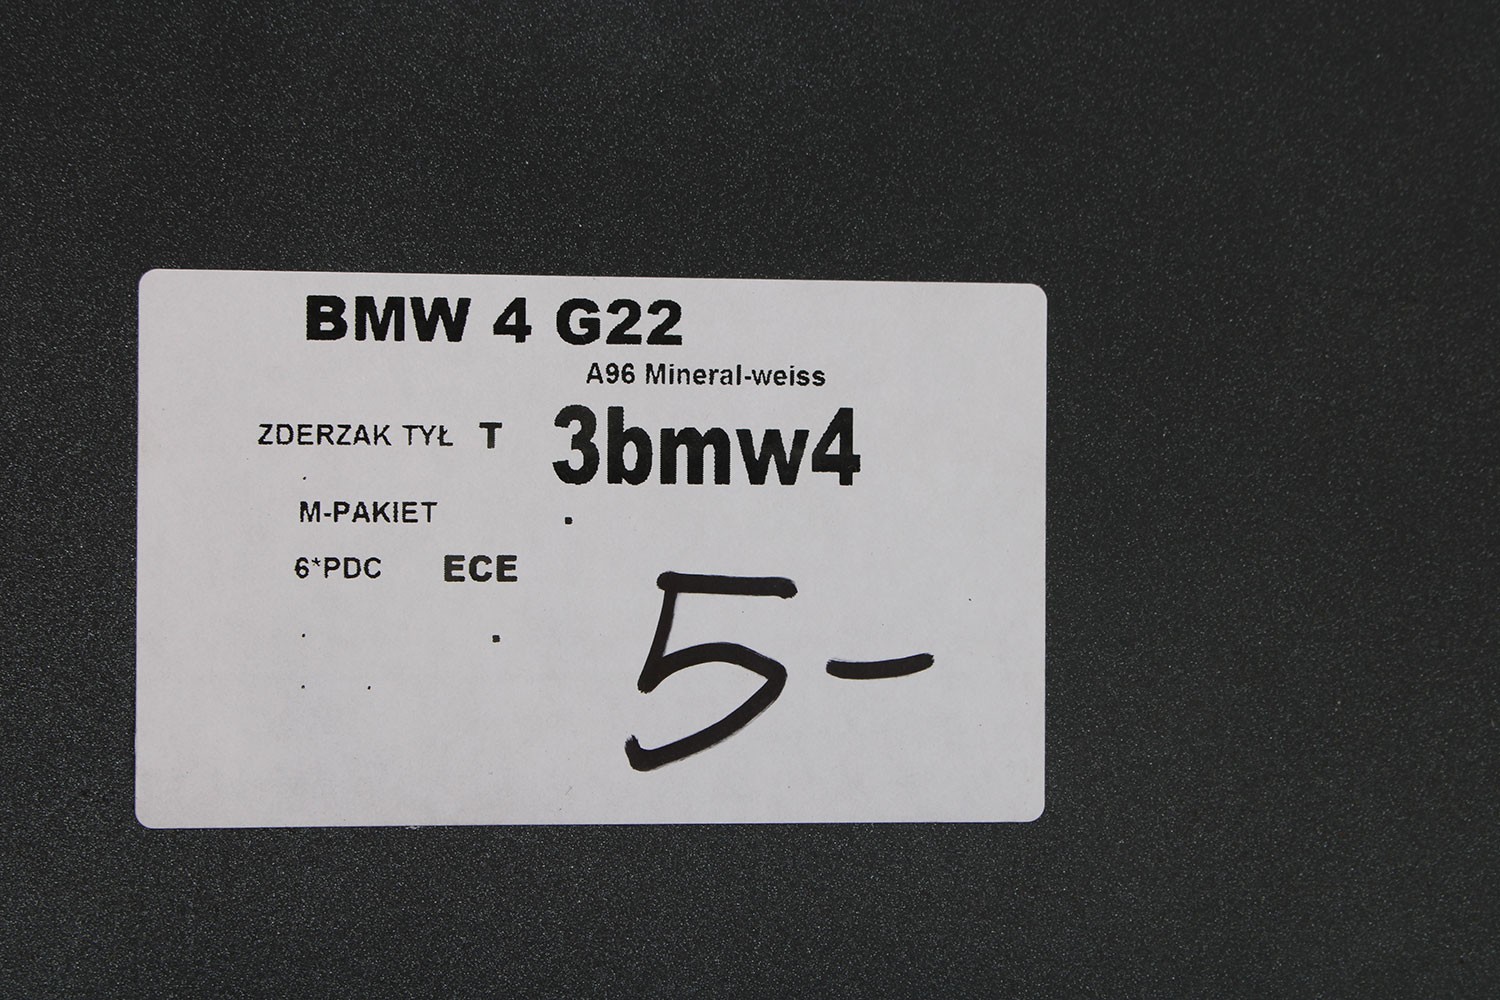 BMW 4 G22
A96 Mineral-weiss
ZDERZAK TYŁ T 3bmw4
M-PAKIET
6*PDC ECE
5-